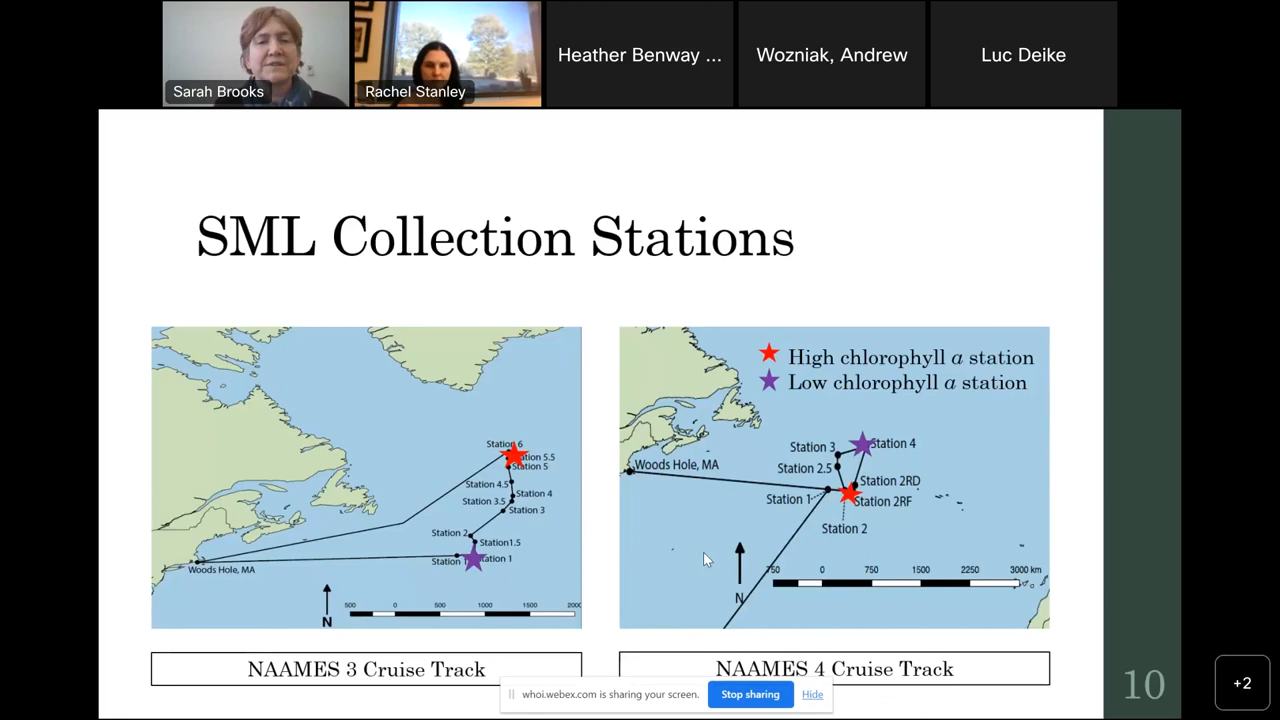 Sarah Brooks
Rachel Stanley
Heather Benway ...
Wozniak, Andrew
Luc Deike
SML Collection Stations
Station 6
Station 5.5
Station 5
Station 4.5
Station 4
Station 3.5
Station 3
Station 2
Station1.5
Station 1
Station 1
Woods Hole, MA
N
500 0 500 1000 1500 2000
NAAMES 3 Cruise Track
High chlorophyll a station
Low chlorophyll a station
Station 3
Station 4
Station 2.5
Woods Hole, MA
Station 2RD
Station 1
Station 2RF
Station 2
N
750 0 750 1500 2250 3000 km
NAAMES 4 Cruise Track
whoi.webex.com is sharing your screen.
Stop sharing
Hide
10
+2